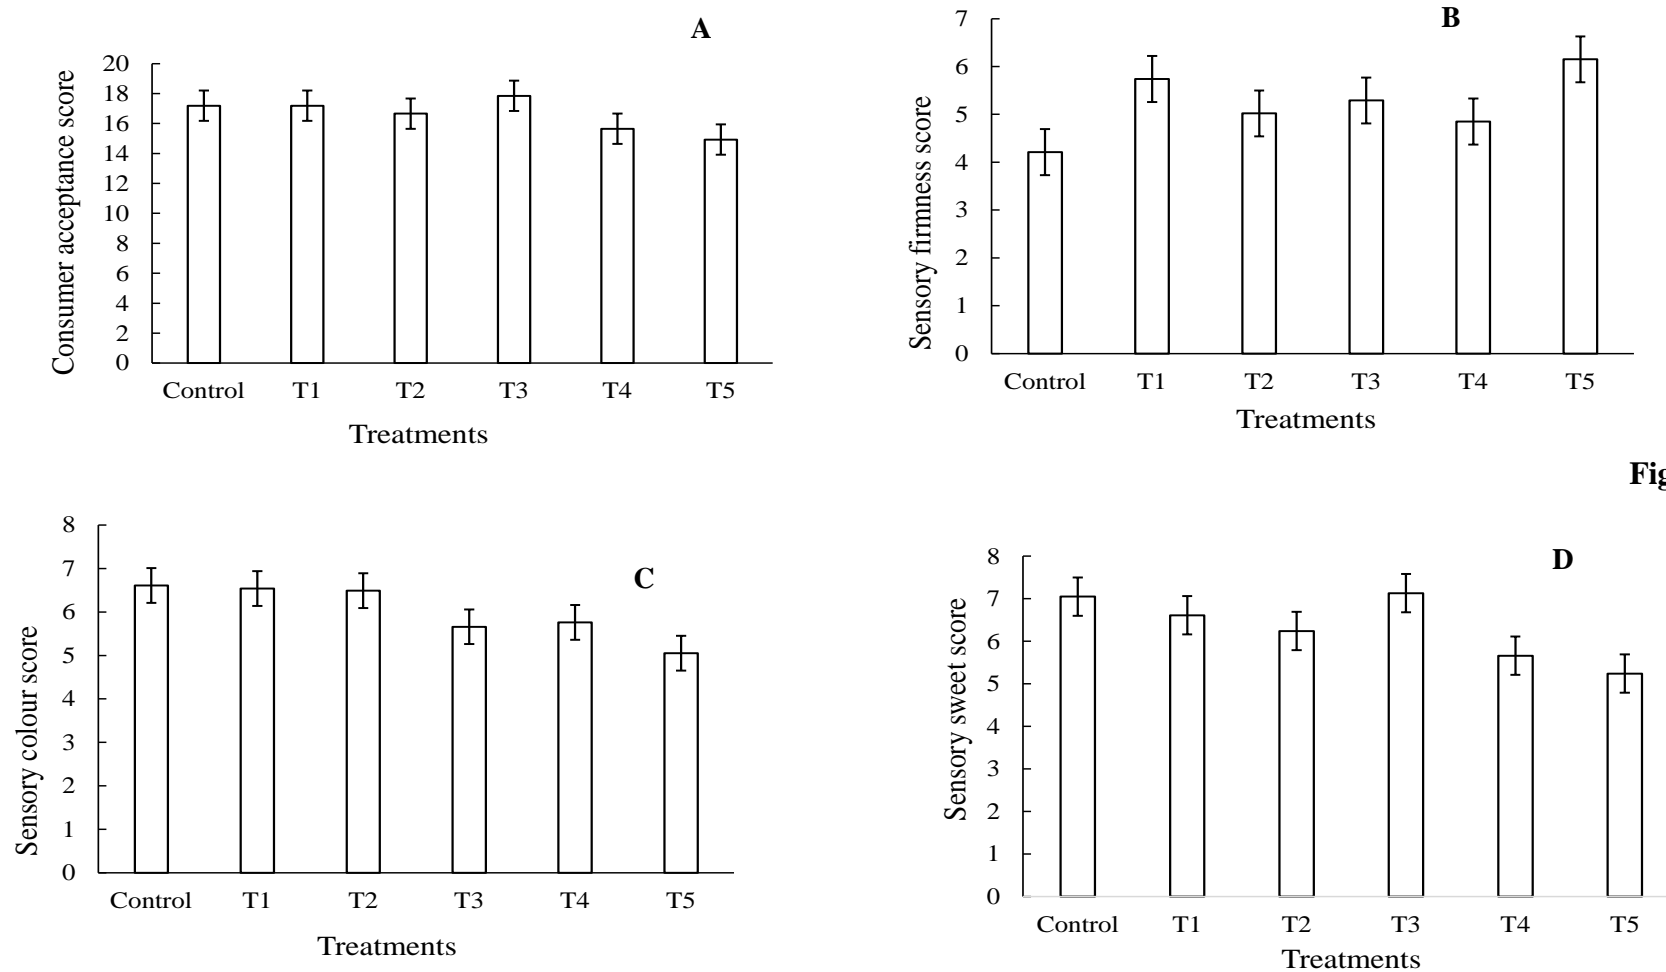 A
Consumer acceptance score
20
18
16
14
12
10
8
6
4
2
0
Control T1 T2 T3 T4 T5
Treatments
B
Sensory firmness score
7
6
5
4
3
2
1
0
Control T1 T2 T3 T4 T5
Treatments
Fig
C
Sensory colour score
8
7
6
5
4
3
2
1
0
Control T1 T2 T3 T4 T5
Treatments
D
Sensory sweet score
8
7
6
5
4
3
2
1
0
Control T1 T2 T3 T4 T5
Treatments